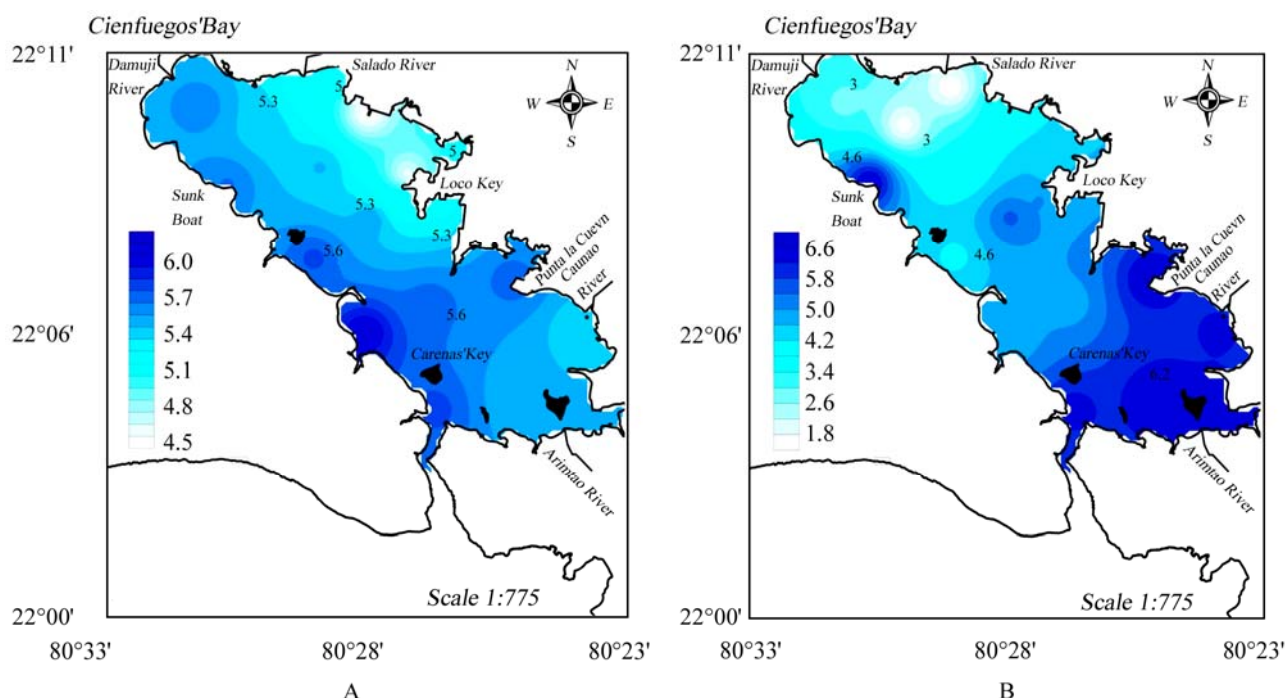 Cienfuegos'Bay
22°11'
Damuji
River
Salado River
N
W
E
S
5.3
5
5
Sunk
Boat
Loco Key
5.3
5.3
5.6
6.0
5.7
5.4
5.1
4.8
4.5
Punta la Cuevn
Caunao
River
22°06'
5.6
Carenas'Key
Arimtao River
Scale 1:775
22°00'
80°33'
80°28'
80°23'
A
Cienfuegos'Bay
22°11'
Damuji
River
Salado River
N
W
E
S
3
3
4.6
Sunk
Boat
Loco Key
4.6
6.6
5.8
5.0
4.2
3.4
2.6
1.8
Punta la Cuevn
Caunao
River
22°06'
Carenas'Key
6.2
Arimtao River
Scale 1:775
22°00'
80°33'
80°28'
80°23'
B